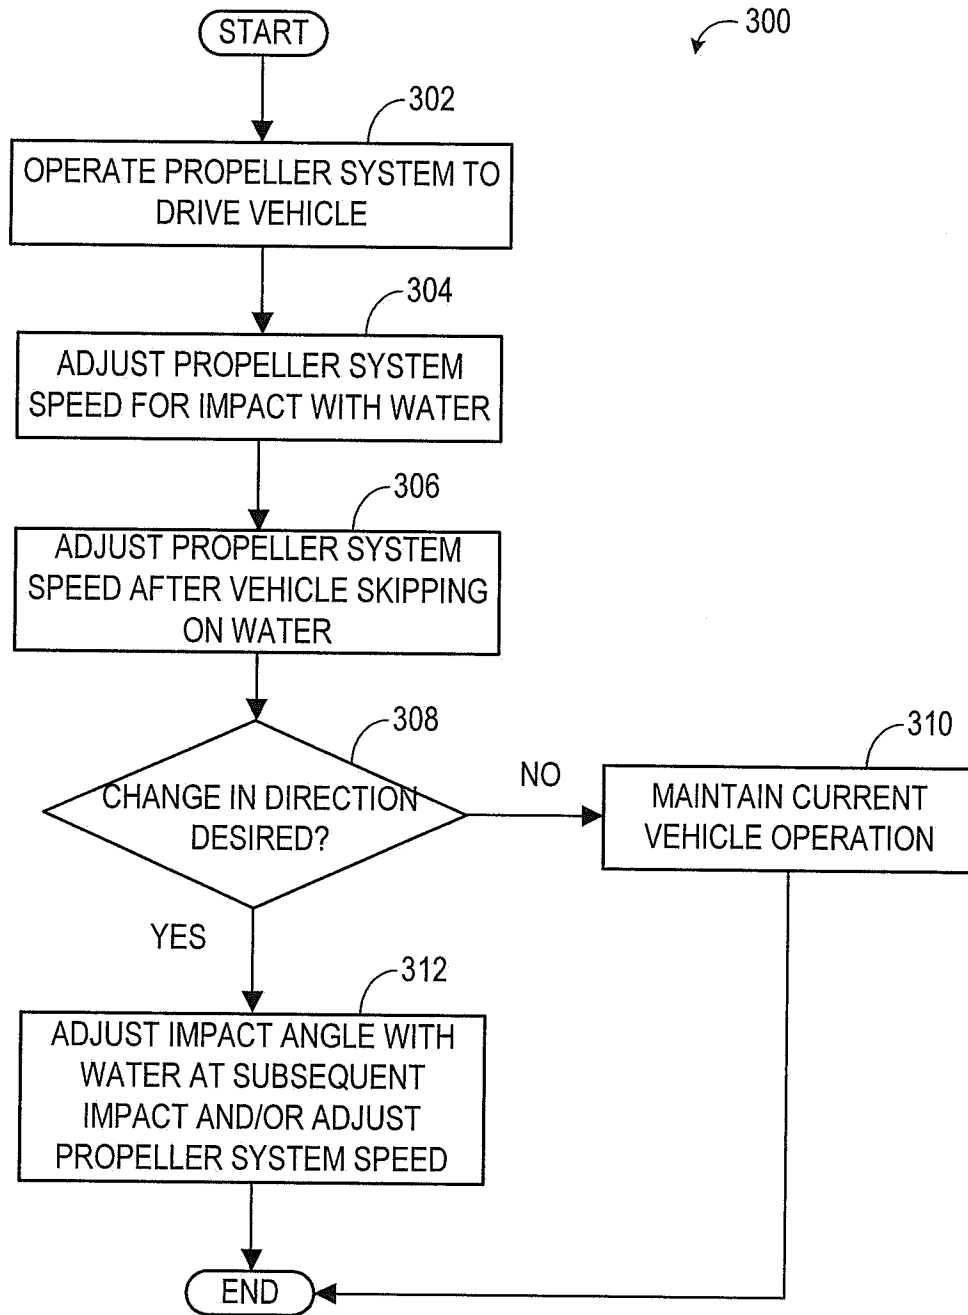 START
300
302
OPERATE PROPELLER SYSTEM TO
DRIVE VEHICLE
304
ADJUST PROPELLER SYSTEM
SPEED FOR IMPACT WITH WATER
306
ADJUST PROPELLER SYSTEM
SPEED AFTER VEHICLE SKIPPING
ON WATER
308
CHANGE IN DIRECTION
DESIRED?
NO
310
MAINTAIN CURRENT
VEHICLE OPERATION
YES
312
ADJUST IMPACT ANGLE WITH
WATER AT SUBSEQUENT
IMPACT AND/OR ADJUST
PROPELLER SYSTEM SPEED
END